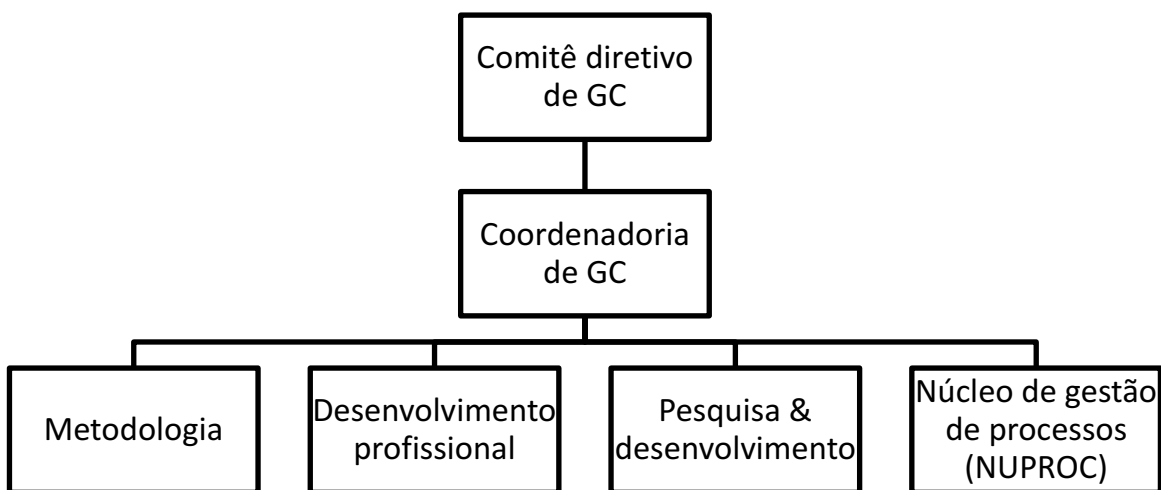 Comitê diretivo
de GC
Coordenadoria
de GC
Metodologia
Desenvolvimento
profissional
Pesquisa &
desenvolvimento
Núcleo de gestão
de processos
(NUPROC)